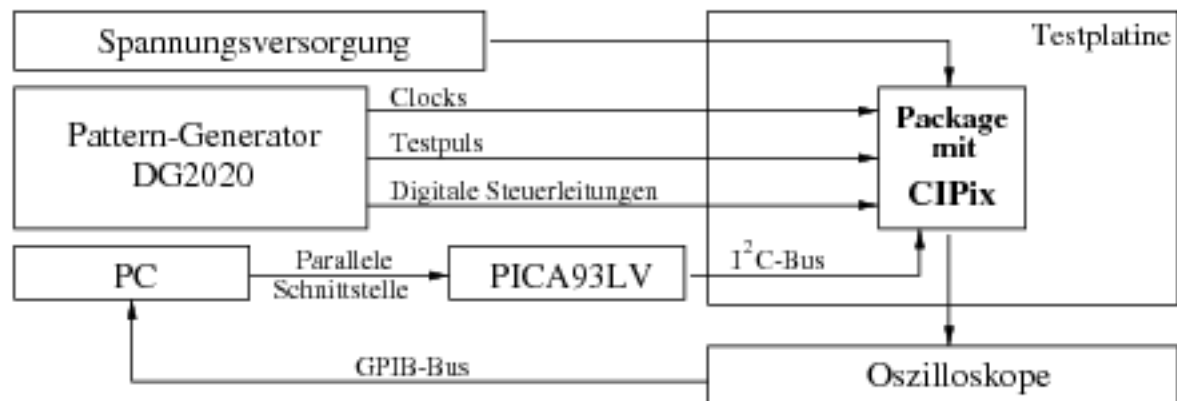 Spannungsversorgung
Testplatine
Clocks
Pattern-Generator
DG2020
Testpuls
Digitale Steuerleitungen
Package
mit
CIPix
PC
Parallele
Schnittstelle
PICA93LV
I²C-Bus
GPIB-Bus
Oszilloskope